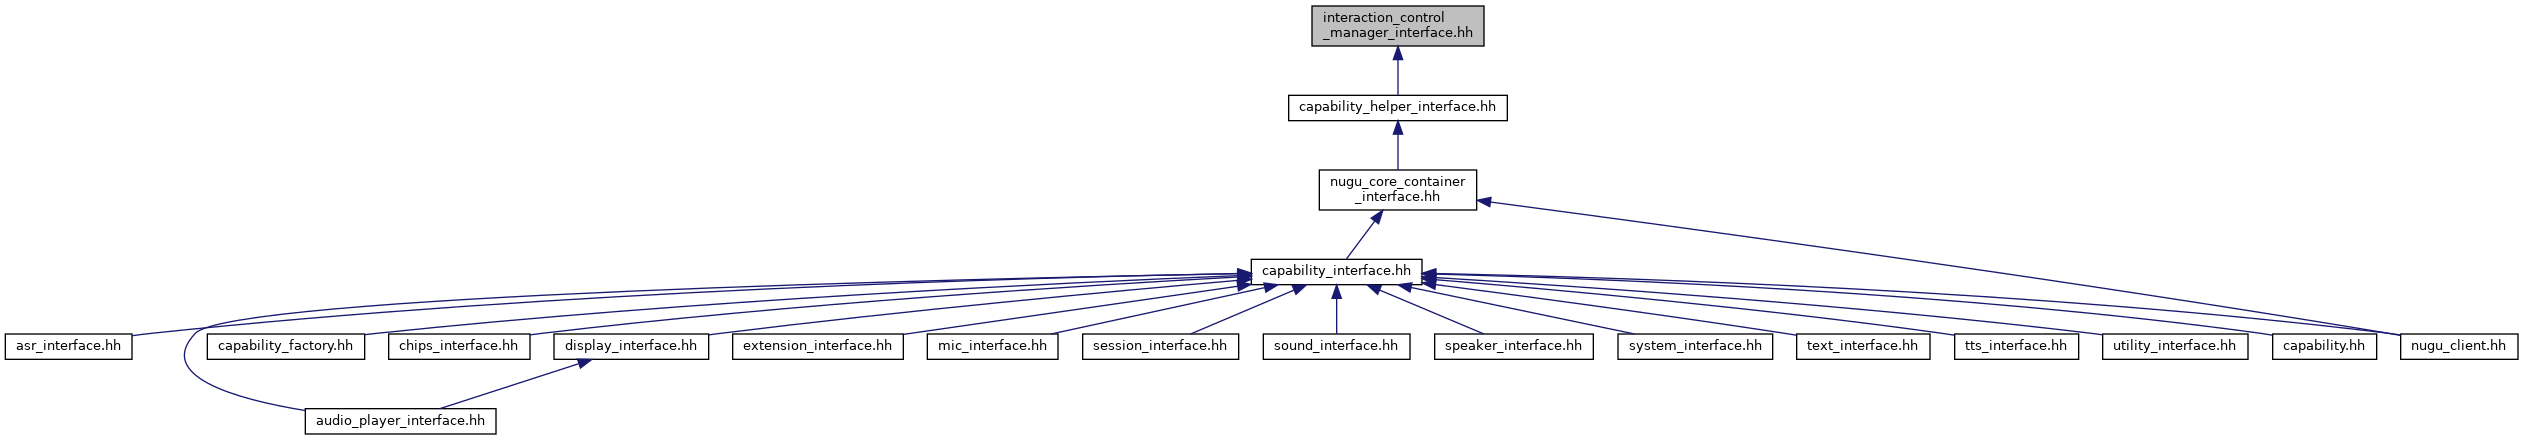 interaction_control
_manager_interface.hh
capability_helper_interface.hh
nugu_core_container
_interface.hh
capability_interface.hh
asr_interface.hh
capability_factory.hh
chips_interface.hh
display_interface.hh
extension_interface.hh
mic_interface.hh
session_interface.hh
sound_interface.hh
speaker_interface.hh
system_interface.hh
text_interface.hh
tts_interface.hh
utility_interface.hh
capability.hh
nugu_client.hh
audio_player_interface.hh